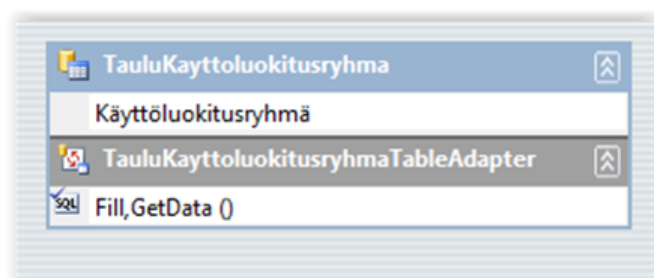 TauluKayttoluokitusryhma
Käyttöluokitusryhmä
TauluKayttoluokitusryhmaTableAdapter
SQL Fill,GetData ()